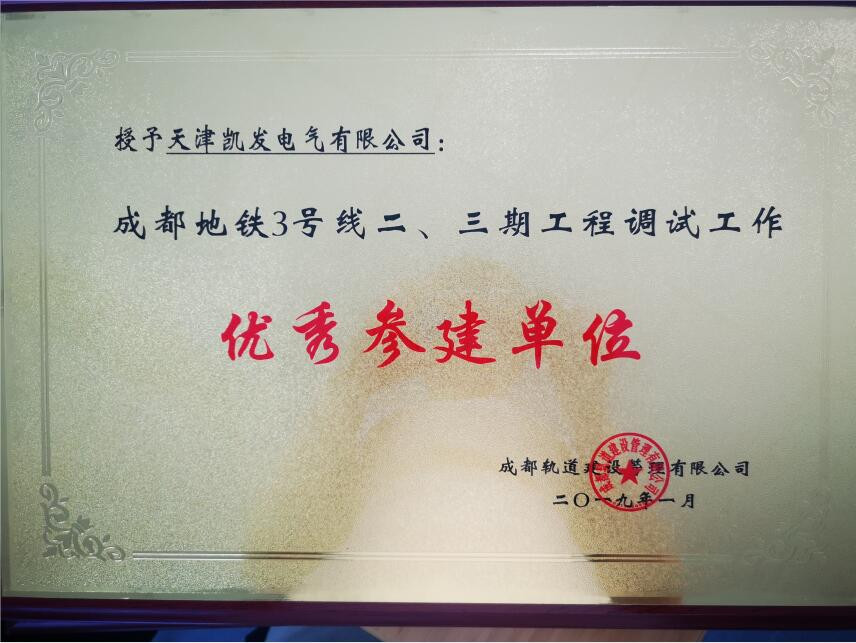 授予天津凯发电气有限公司：
成都地铁3号线二、三期工程调试工作
优秀参建单位
成都轨道建设管理有限公司
二〇一九年一月